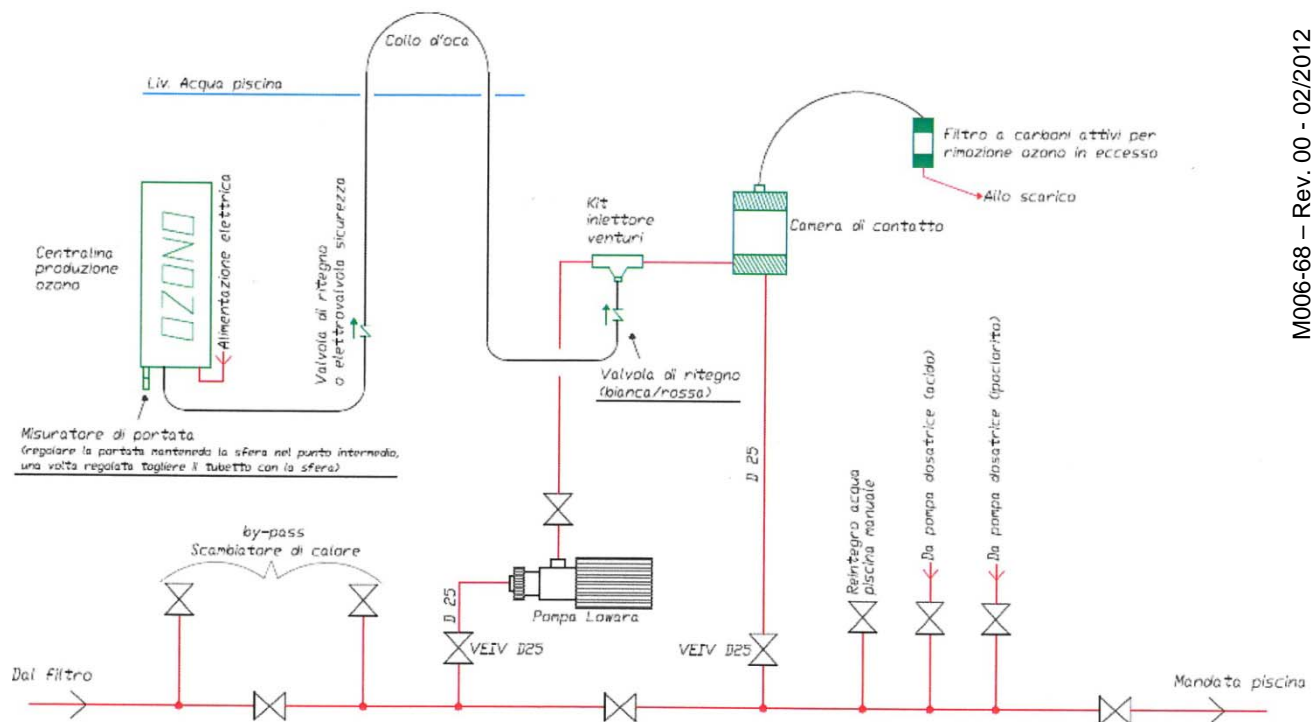 M006-68 – Rev. 00 - 02/2012
Collo d'oca
Liv. Acqua piscina
Filtro a carboni attivi per
rimozione ozono in eccesso
Allo scarico
Kit
iniettore
venturi
Camera di contatto
Centralina
produzione
ozono
OZONO
Alimentazione elettrica
Valvola di ritegno
o elettrovalvola sicurezza
Valvola di ritegno
(bianca/rossa)
Misuratore di portata
(regolare la portata mantenedo la sfera nel punto intermedio,
una volta regolata togliere il tubetto con la sfera)
by-pass
Scambiatore di calore
D 25
Pompa Lowara
VEIV D25
D 25
VEIV D25
Reintegro acqua
piscina manuale
Da pompa dosatrice (acido)
Da pompa dosatrice (ipoclorito)
Dal filtro
Mandata piscina